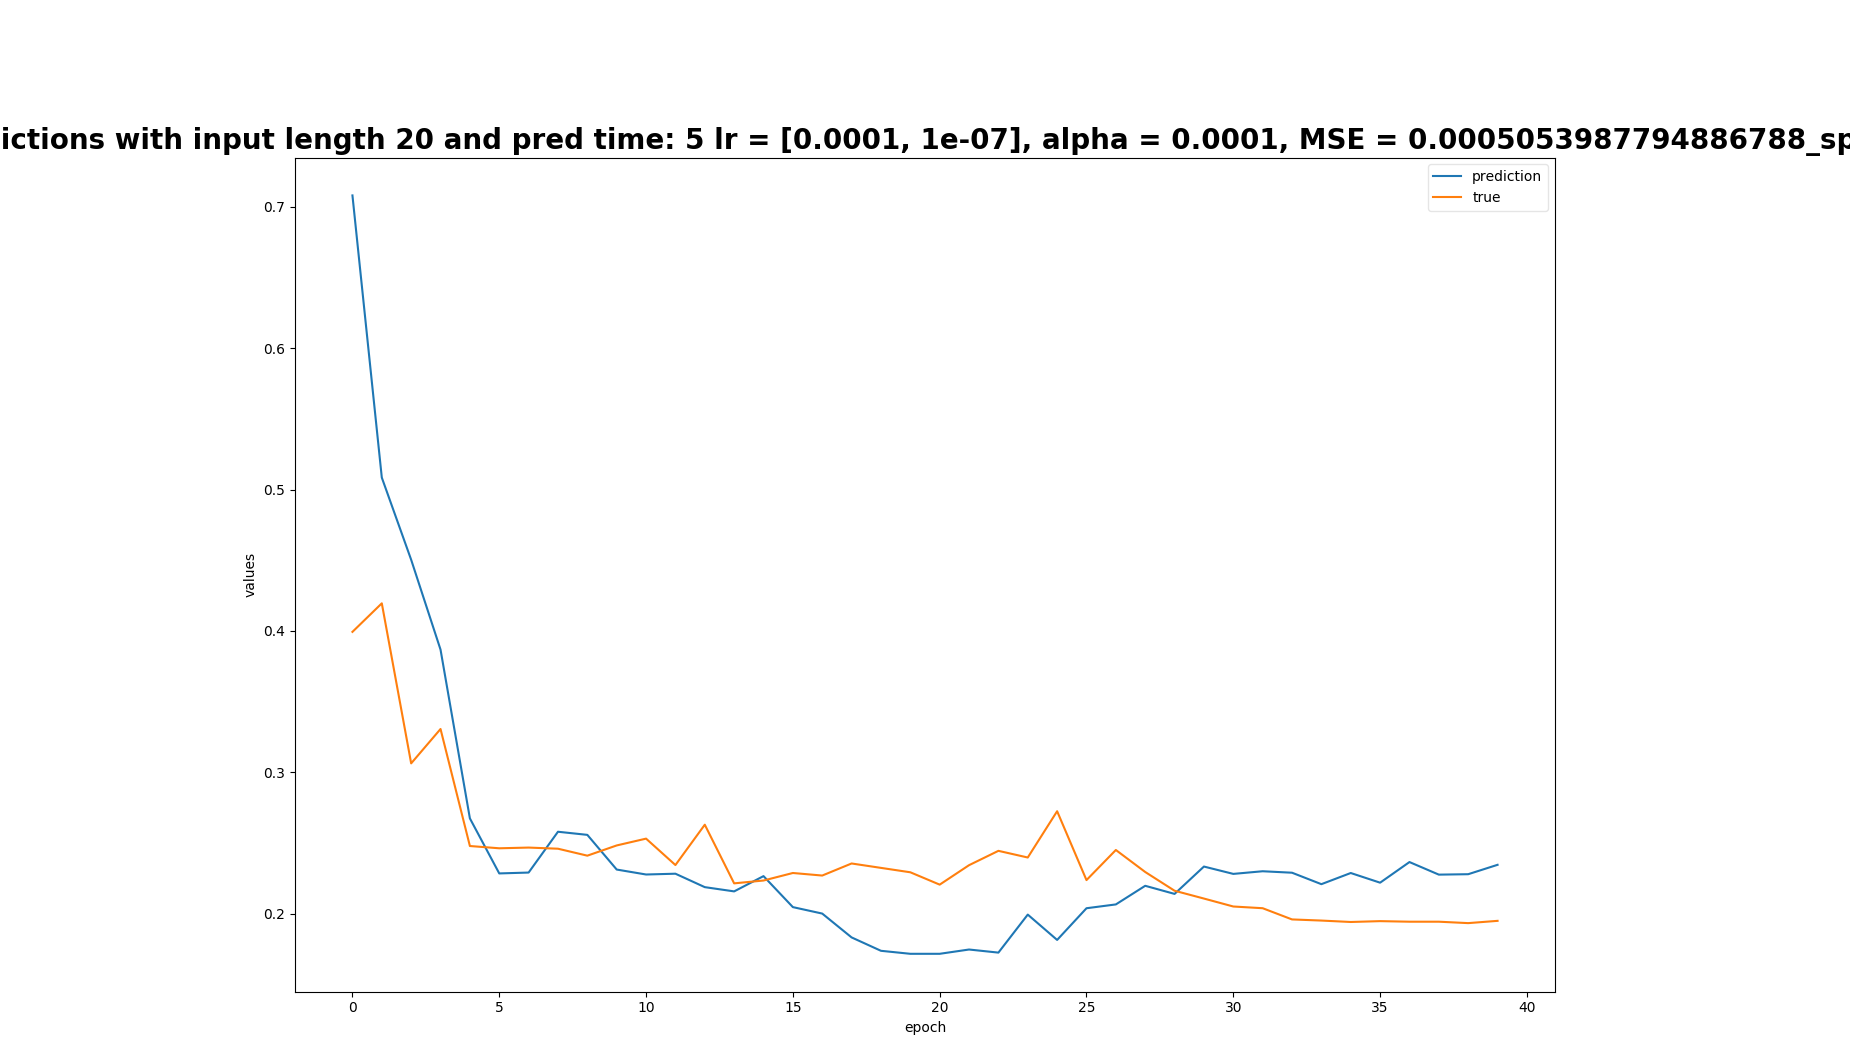 ictions with input length 20 and pred time: 5 lr = [0.0001, 1e-07], alpha = 0.0001, MSE = 0.0005053987794886788_sp
prediction
true
0.7
0.6
0.5
0.4
0.3
0.2
values
0 5 10 15 20 25 30 35 40
epoch